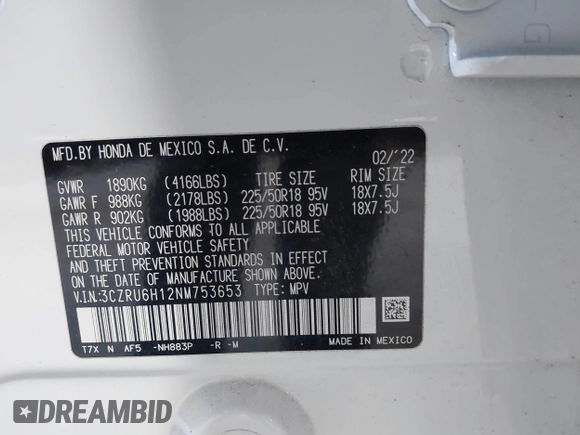 MFD.BY HONDA DE MEXICO S.A. DE C.V.
02/'22
GVWR 1890KG (4166LBS) TIRE SIZE RIM SIZE
GAWR F 988KG (2178LBS) 225/50R18 95V 18X7.5J
GAWR R 902KG (1988LBS) 225/50R18 95V 18X7.5J
THIS VEHICLE CONFORMS TO ALL APPLICABLE
FEDERAL MOTOR VEHICLE SAFETY
AND THEFT PREVENTION STANDARDS IN EFFECT
ON THE DATE OF MANUFACTURE SHOWN ABOVE.
V.I.N:3CZRU6H12NM753653 TYPE: MPV
T7X N AF5 -NH883P -R -M
MADE IN MEXICO
DREAMBID